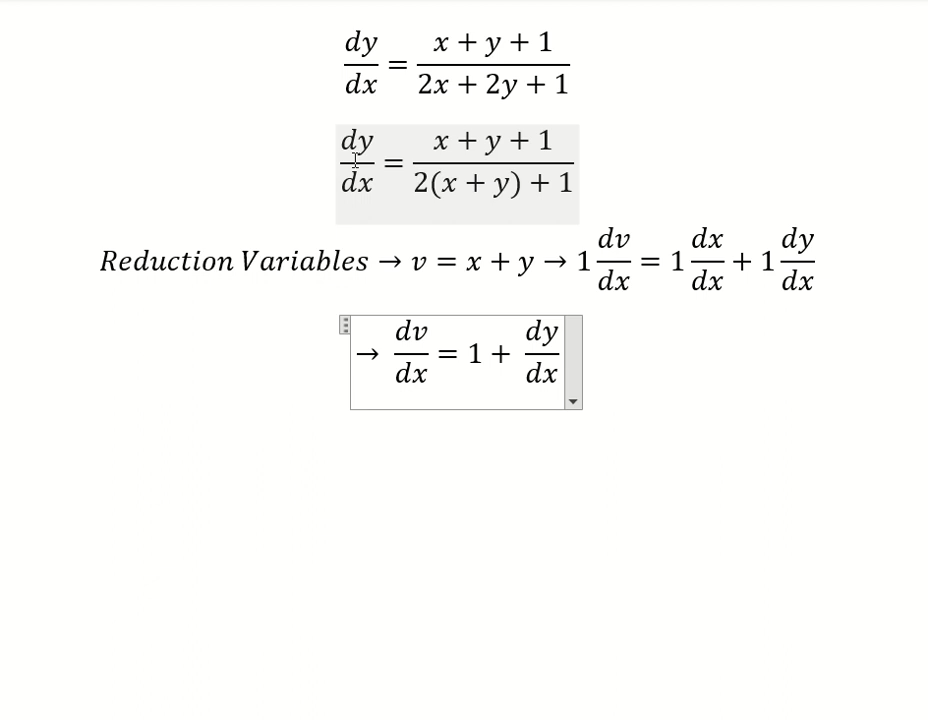 dy/dx = (x + y + 1)/(2x + 2y + 1)
dy/dx = (x + y + 1)/(2(x + y) + 1)
Reduction Variables → v = x + y → 1 dv/dx = 1 dx/dx + 1 dy/dx
→ dv/dx = 1 + dy/dx